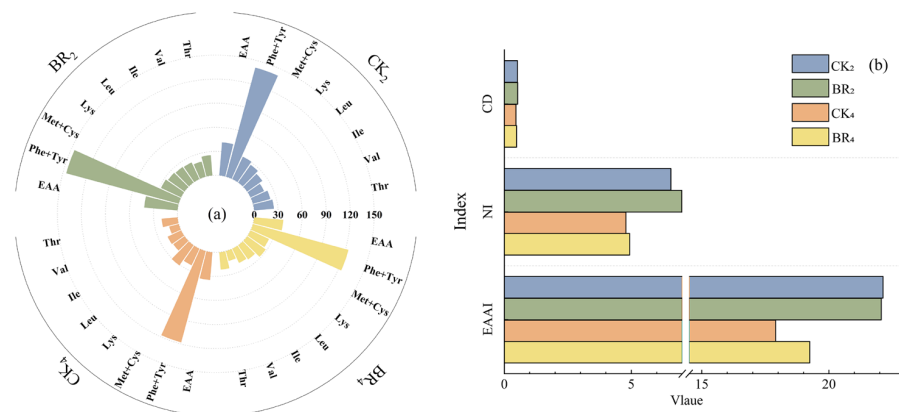 BR₂
Thr
Val
Ile
Leu
Lys
Met+Cys
Phe+Tyr
EAA
CK₂
EAA
Phe+Tyr
Met+Cys
Lys
Leu
Ile
Val
Thr
(a)
0 30 60 90 120 150
CK₄
Thr
Val
Ile
Leu
Lys
Met+Cys
Phe+Tyr
EAA
BR₄
EAA
Phe+Tyr
Met+Cys
Lys
Leu
Ile
Val
Thr
(b)
CK₂
BR₂
CK₄
BR₄
Index
CD
NI
EAAI
0 5 15 20
Vlaue